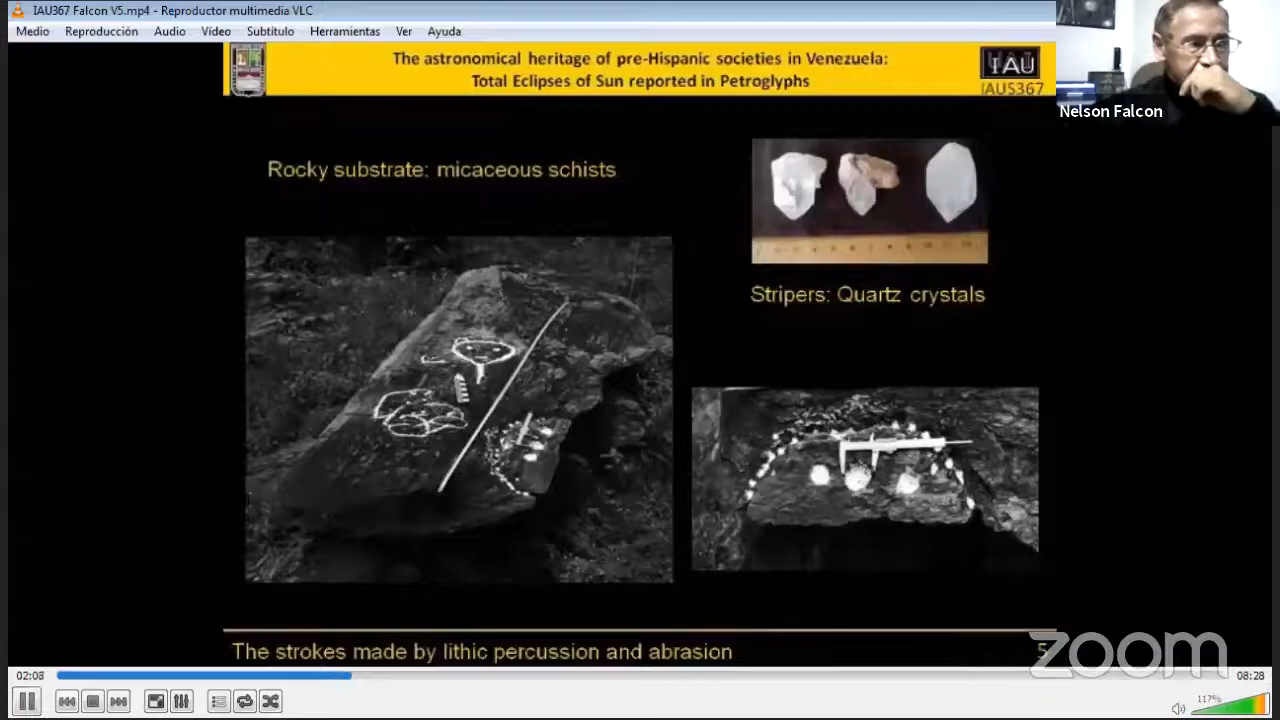 IAU367 Falcon V5.mp4 - Reproductor multimedia VLC
Medio Reproducción Audio Vídeo Subtítulo Herramientas Ver Ayuda
The astronomical heritage of pre-Hispanic societies in Venezuela:
Total Eclipses of Sun reported in Petroglyphs
IAU
IAUS367
Nelson Falcon
Rocky substrate: micaceous schists
Stripers: Quartz crystals
The strokes made by lithic percussion and abrasion
5
zoom
02:03
08:28
117%